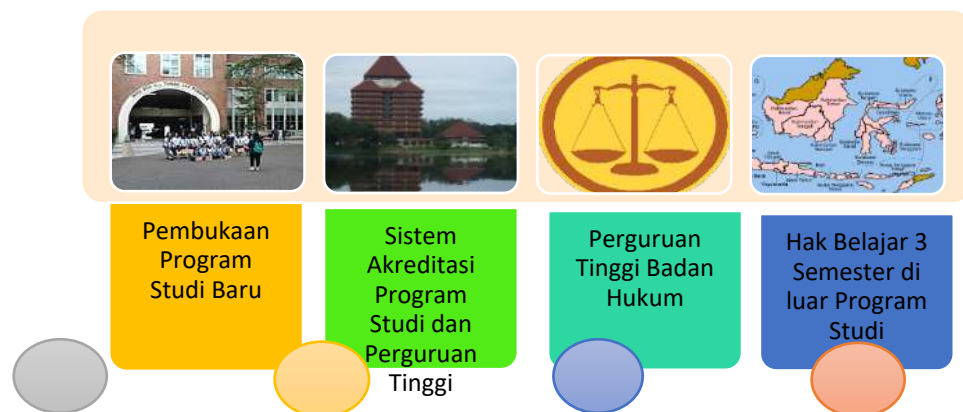 Pembukaan
Program
Studi Baru
Sistem
Akreditasi
Program
Studi dan
Perguruan
Tinggi
Perguruan
Tinggi Badan
Hukum
Hak Belajar 3
Semester di
luar Program
Studi